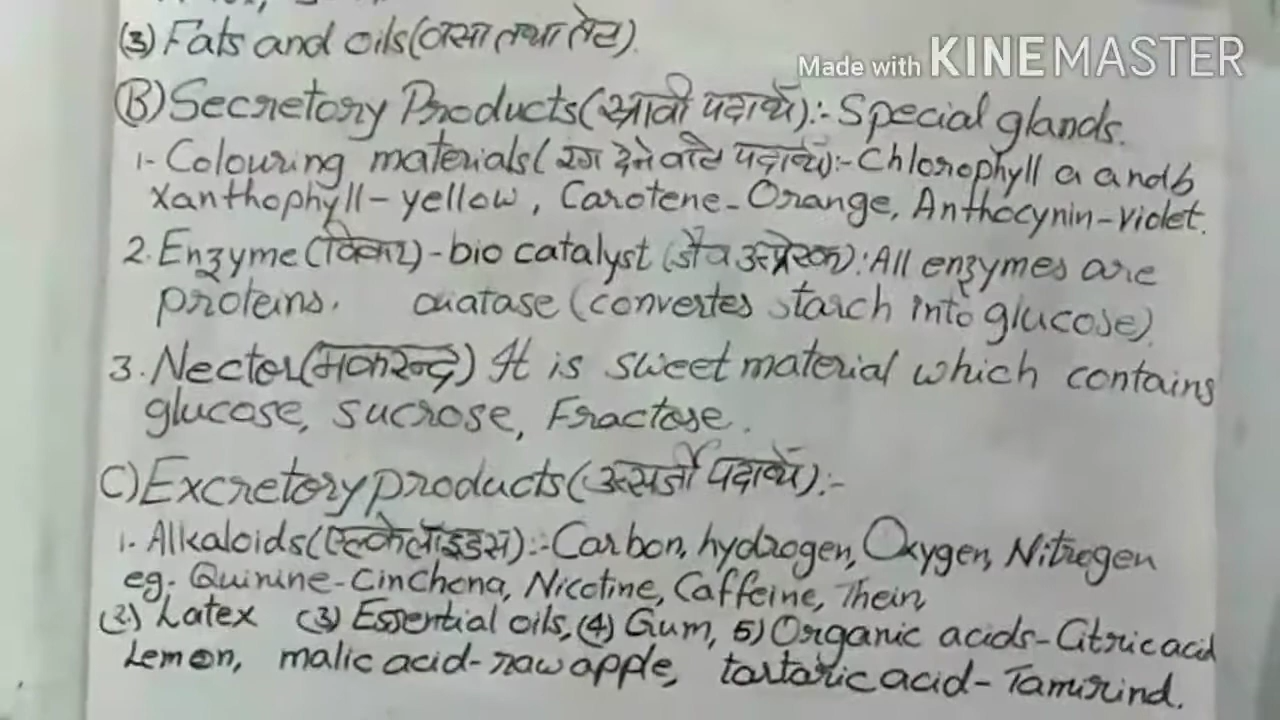 (3) Fats and oils (वसा तथा तेल).
Made with KINEMASTER
(B) Secretory Products (स्रावी पदार्थ):- Special glands.
1- Colouring materials (रंग देने वाले पदार्थ):- Chlorophyll a and b
Xanthophyll - yellow, Carotene - Orange, Anthocynin - violet.
2. Enzyme (विकर) - bio catalyst (जैव उत्प्रेरक): All enzymes are
proteins. (convertes starch into glucose).
3. Nector (मकरन्द) It is sweet material which contains
glucose, sucrose, Fractose.
C) Excretory products (उत्सर्जी पदार्थ):-
1. Alkaloids (एल्केलॉइडस):- Carbon, hydrogen, Oxygen, Nitrogen
eg. Quinine - Cinchona, Nicotine, Caffeine, Thein
(2) Latex (3) Essential oils, (4) Gum, 5) Organic acids - Citric acid
Lemon, malic acid - raw apple, tartaric acid - Tamirind.